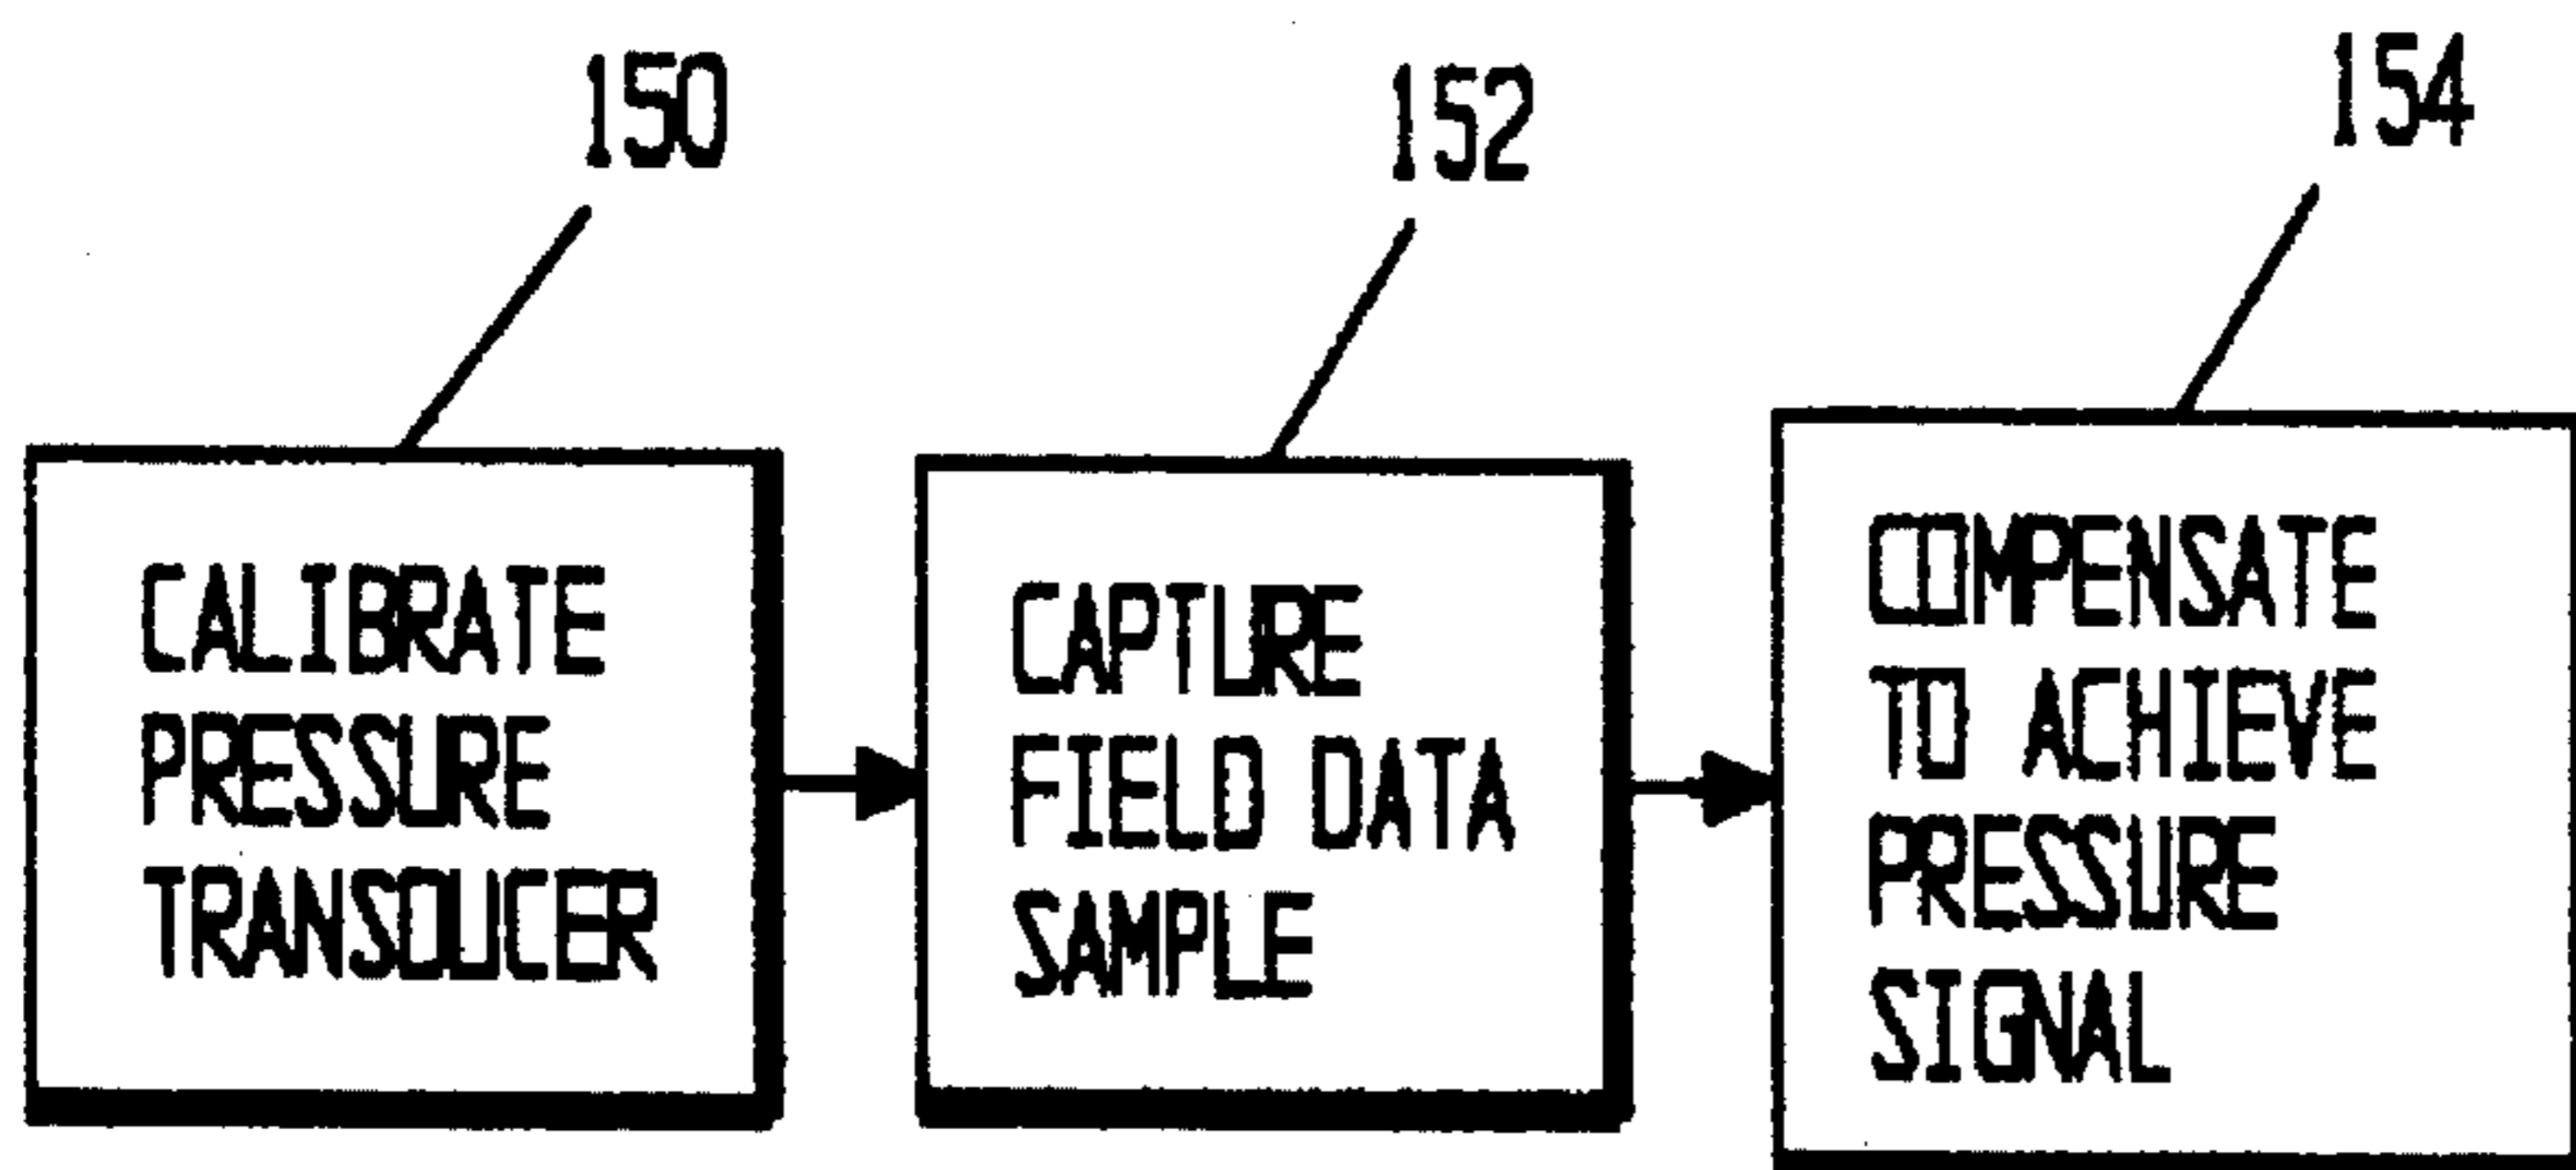 150
152
154
CALIBRATE
PRESSURE
TRANSDUCER
CAPTURE
FIELD DATA
SAMPLE
COMPENSATE
TO ACHIEVE
PRESSURE
SIGNAL